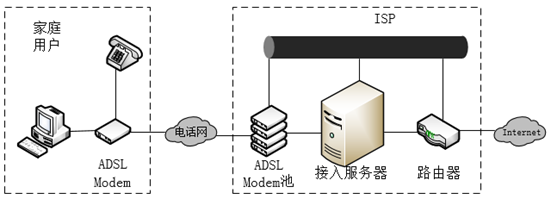 家庭
用户
ISP
ADSL
Modem
电话网
ADSL
Modem池
接入服务器
路由器
Internet